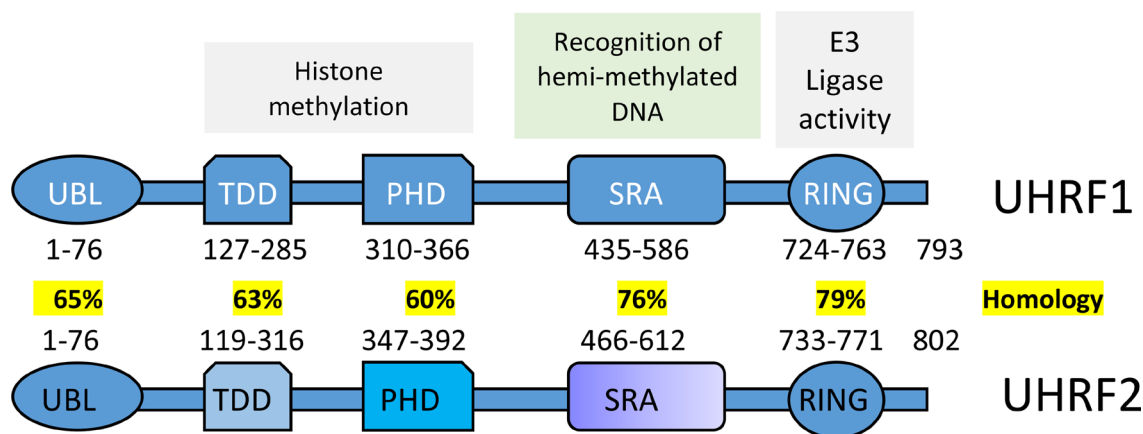 Histone
methylation
Recognition of
hemi-methylated
DNA
E3
Ligase
activity
UBL TDD PHD SRA RING UHRF1
1-76 127-285 310-366 435-586 724-763 793
65% 63% 60% 76% 79% Homology
1-76 119-316 347-392 466-612 733-771 802
UBL TDD PHD SRA RING UHRF2